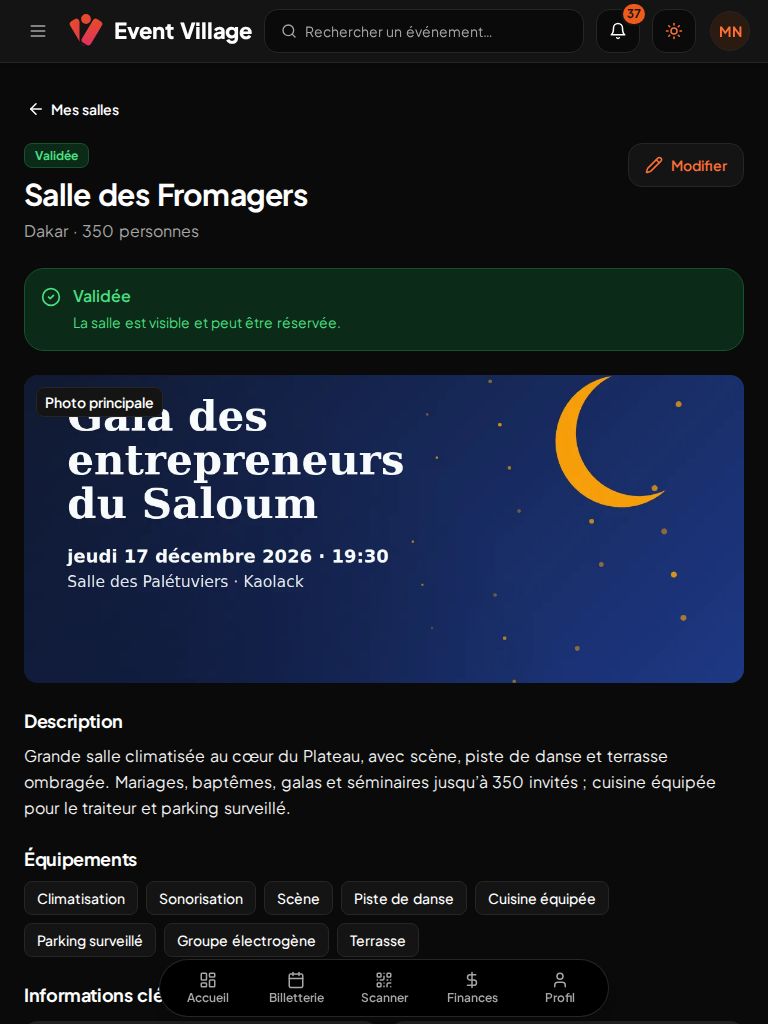 Event Village
Rechercher un événement...
37
MN
Mes salles
Validée
Modifier
Salle des Fromagers
Dakar · 350 personnes
Validée
La salle est visible et peut être réservée.
Photo principale
Gala des
entrepreneurs
du Saloum
jeudi 17 décembre 2026 · 19:30
Salle des Palétuviers · Kaolack
Description
Grande salle climatisée au cœur du Plateau, avec scène, piste de danse et terrasse
ombragée. Mariages, baptêmes, galas et séminaires jusqu'à 350 invités ; cuisine équipée
pour le traiteur et parking surveillé.
Équipements
Climatisation
Sonorisation
Scène
Piste de danse
Cuisine équipée
Parking surveillé
Groupe électrogène
Terrasse
Informations clé
Accueil
Billetterie
Scanner
Finances
Profil